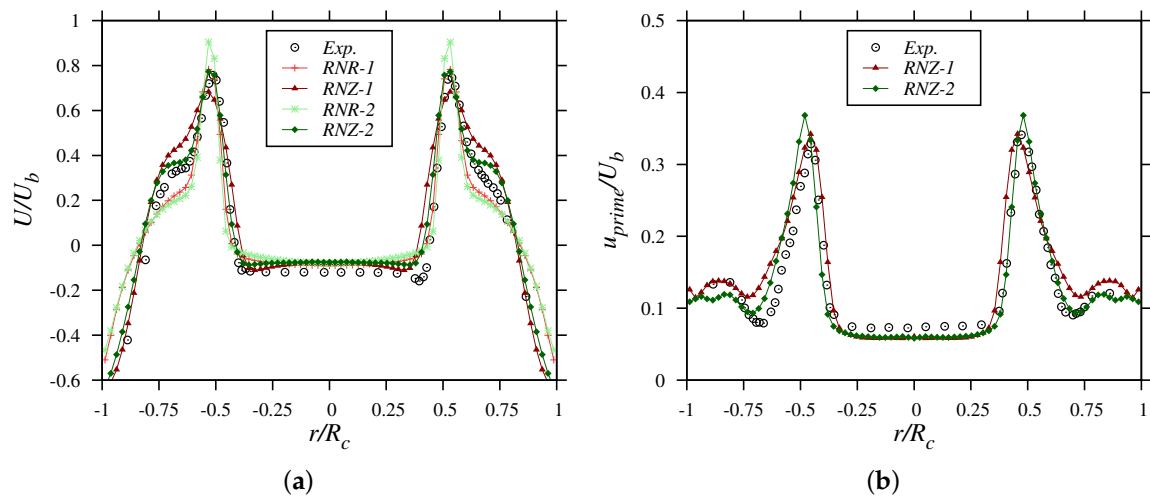 1
0.8
0.6
0.4
0.2
0
-0.2
-0.4
-0.6
U/U_b
Exp.
RNR-1
RNZ-1
RNR-2
RNZ-2
-1 -0.75 -0.5 -0.25 0 0.25 0.5 0.75 1
r/R_c
(a)
0.5
0.4
0.3
0.2
0.1
0
u_prime/U_b
Exp.
RNZ-1
RNZ-2
-1 -0.75 -0.5 -0.25 0 0.25 0.5 0.75 1
r/R_c
(b)